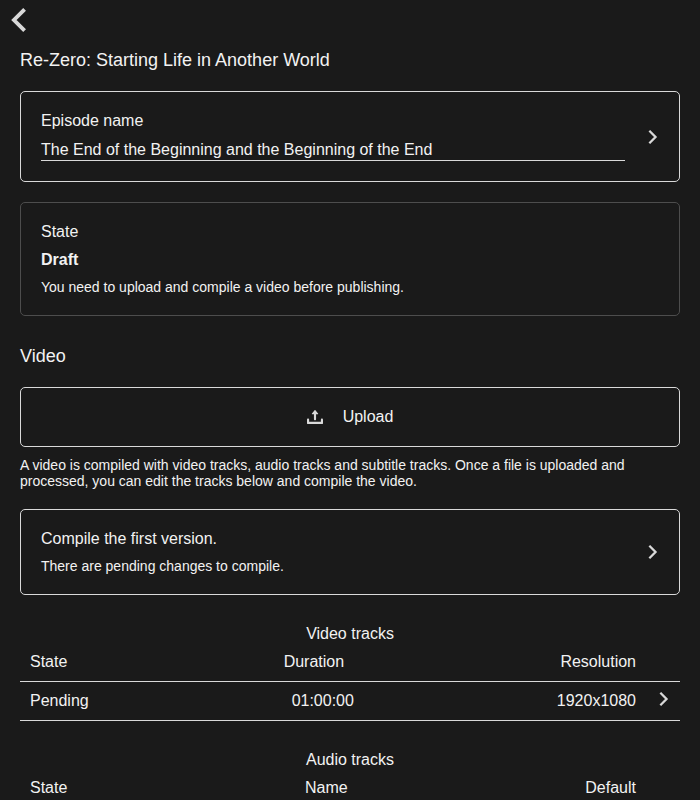 Re-Zero: Starting Life in Another World
Episode name
The End of the Beginning and the Beginning of the End
State
Draft
You need to upload and compile a video before publishing.
Video
Upload
A video is compiled with video tracks, audio tracks and subtitle tracks. Once a file is uploaded and
processed, you can edit the tracks below and compile the video.
Compile the first version.
There are pending changes to compile.
Video tracks
State Duration Resolution
Pending 01:00:00 1920x1080
Audio tracks
State Name Default